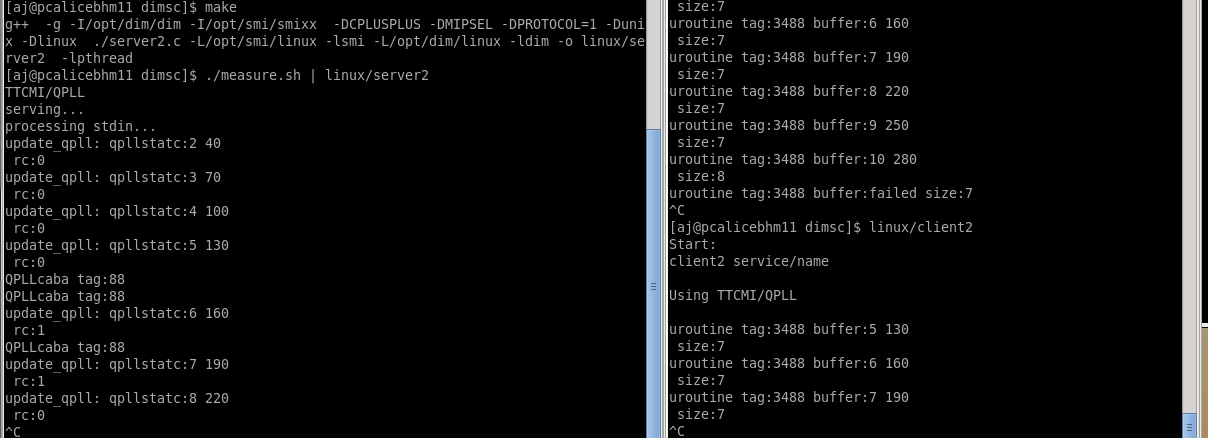 [aj@pcalicebhm11 dimsc]$ make
g++  -g -I/opt/dim/dim -I/opt/smi/smixx  -DCPLUSPLUS -DMIPSEL -DPROTOCOL=1 -Duni
x -Dlinux  ./server2.c -L/opt/smi/linux -lsmi -L/opt/dim/linux -ldim -o linux/se
rver2  -lpthread
[aj@pcalicebhm11 dimsc]$ ./measure.sh | linux/server2
TTCMI/QPLL
serving...
processing stdin...
update_qpll: qpllstatc:2 40
 rc:0
update_qpll: qpllstatc:3 70
 rc:0
update_qpll: qpllstatc:4 100
 rc:0
update_qpll: qpllstatc:5 130
 rc:0
QPLLcaba tag:88
QPLLcaba tag:88
update_qpll: qpllstatc:6 160
 rc:1
QPLLcaba tag:88
update_qpll: qpllstatc:7 190
 rc:1
update_qpll: qpllstatc:8 220
 rc:0
^C
 size:7
uroutine tag:3488 buffer:6 160
 size:7
uroutine tag:3488 buffer:7 190
 size:7
uroutine tag:3488 buffer:8 220
 size:7
uroutine tag:3488 buffer:9 250
 size:7
uroutine tag:3488 buffer:10 280
 size:8
uroutine tag:3488 buffer:failed size:7
^C
[aj@pcalicebhm11 dimsc]$ linux/client2
Start:
client2 service/name
Using TTCMI/QPLL
uroutine tag:3488 buffer:5 130
 size:7
uroutine tag:3488 buffer:6 160
 size:7
uroutine tag:3488 buffer:7 190
 size:7
^C